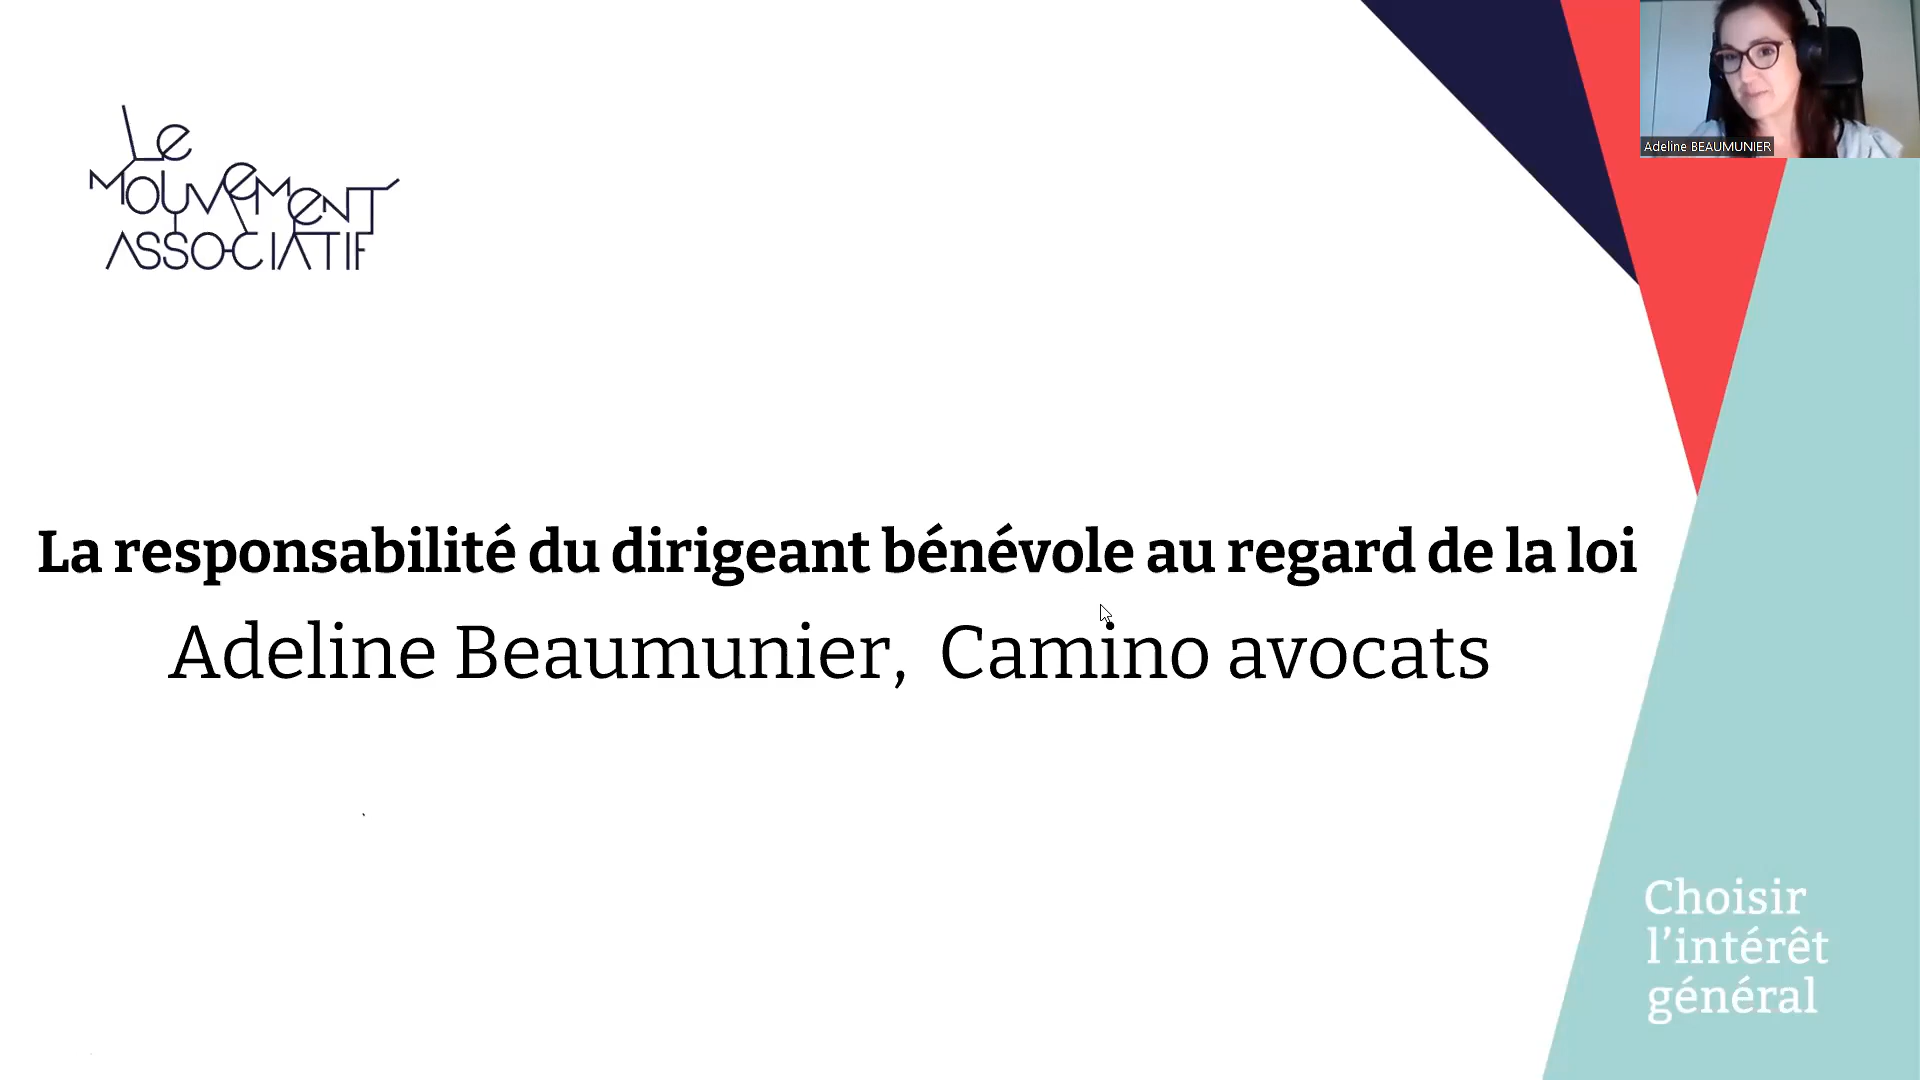 Le
Mouvement
Associatif
Adeline BEAUMUNIER
La responsabilité du dirigeant bénévole au regard de la loi
Adeline Beaumunier, Camino avocats
Choisir
l'intérêt
général